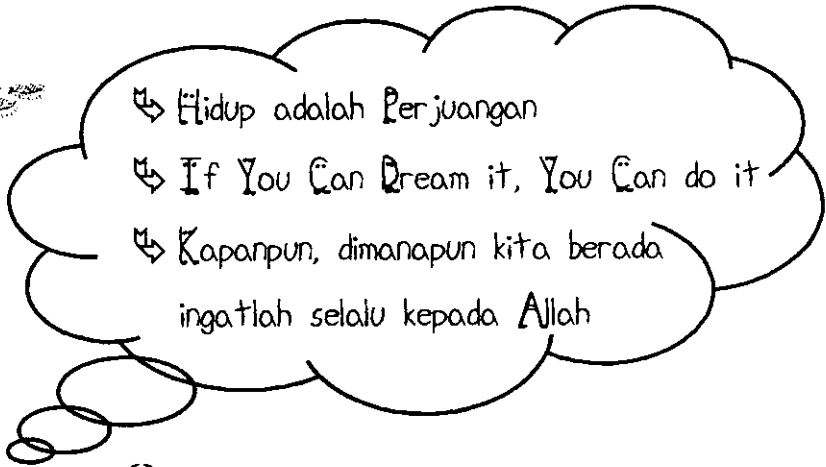 Hidup adalah Perjuangan
If You Can Dream it, You Can do it
Kapanpun, dimanapun kita berada
ingatlah selalu kepada Allah